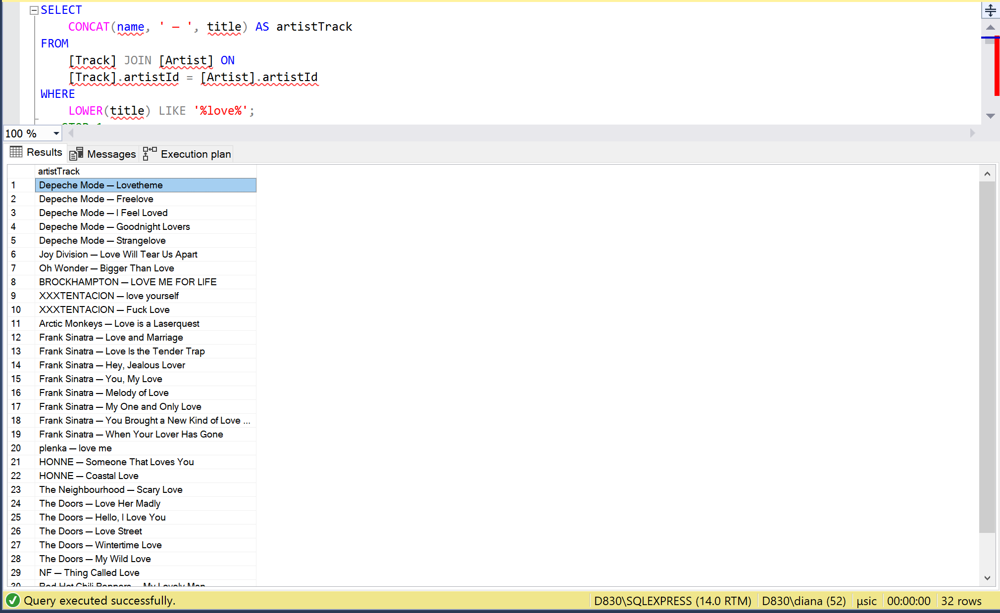 SELECT
CONCAT(name, ' — ', title) AS artistTrack
FROM
[Track] JOIN [Artist] ON
[Track].artistId = [Artist].artistId
WHERE
LOWER(title) LIKE '%love%';
100 %
Results Messages Execution plan
artistTrack
1 Depeche Mode — Lovetheme
2 Depeche Mode — Freelove
3 Depeche Mode — I Feel Loved
4 Depeche Mode — Goodnight Lovers
5 Depeche Mode — Strangelove
6 Joy Division — Love Will Tear Us Apart
7 Oh Wonder — Bigger Than Love
8 BROCKHAMPTON — LOVE ME FOR LIFE
9 XXXTENTACION — love yourself
10 XXXTENTACION — Fuck Love
11 Arctic Monkeys — Love is a Laserquest
12 Frank Sinatra — Love and Marriage
13 Frank Sinatra — Love Is the Tender Trap
14 Frank Sinatra — Hey, Jealous Lover
15 Frank Sinatra — You, My Love
16 Frank Sinatra — Melody of Love
17 Frank Sinatra — My One and Only Love
18 Frank Sinatra — You Brought a New Kind of Love ...
19 Frank Sinatra — When Your Lover Has Gone
20 plenka — love me
21 HONNE — Someone That Loves You
22 HONNE — Coastal Love
23 The Neighbourhood — Scary Love
24 The Doors — Love Her Madly
25 The Doors — Hello, I Love You
26 The Doors — Love Street
27 The Doors — Wintertime Love
28 The Doors — My Wild Love
29 NF — Thing Called Love
30 Red Hot Chili Peppers — My Lovely Man
Query executed successfully. D830\SQLEXPRESS (14.0 RTM) D830\diana (52) µsic 00:00:00 32 rows